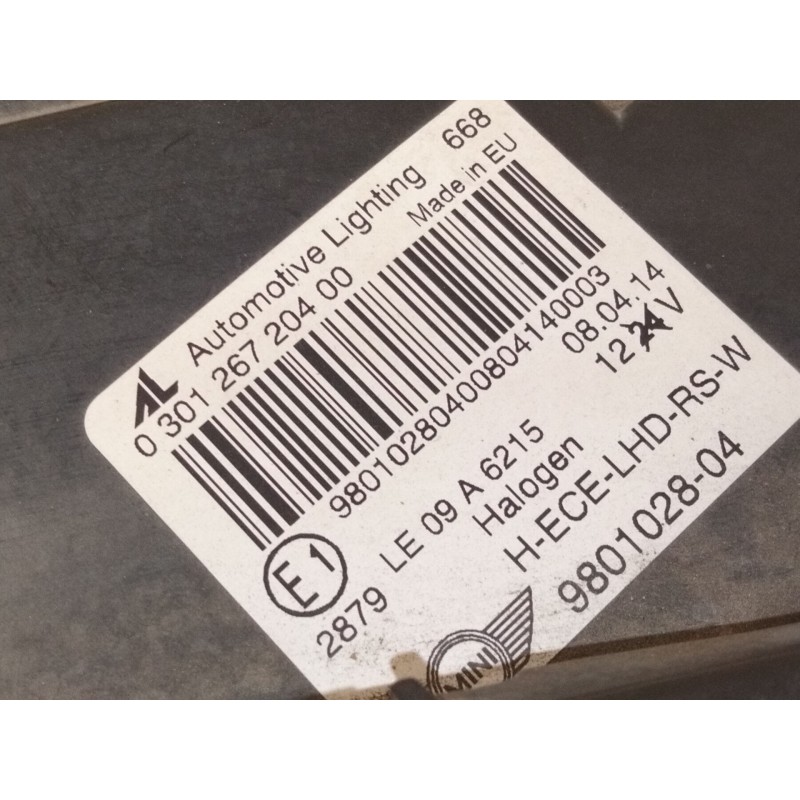 668
AL Automotive Lighting
Made in EU
0 301 267 204 00
98010280400804140003
08.04.14
12 24 V
E1
2879
LE 09 A 6215
Halogen
H-ECE-LHD-RS-W
9801028-04
MINI